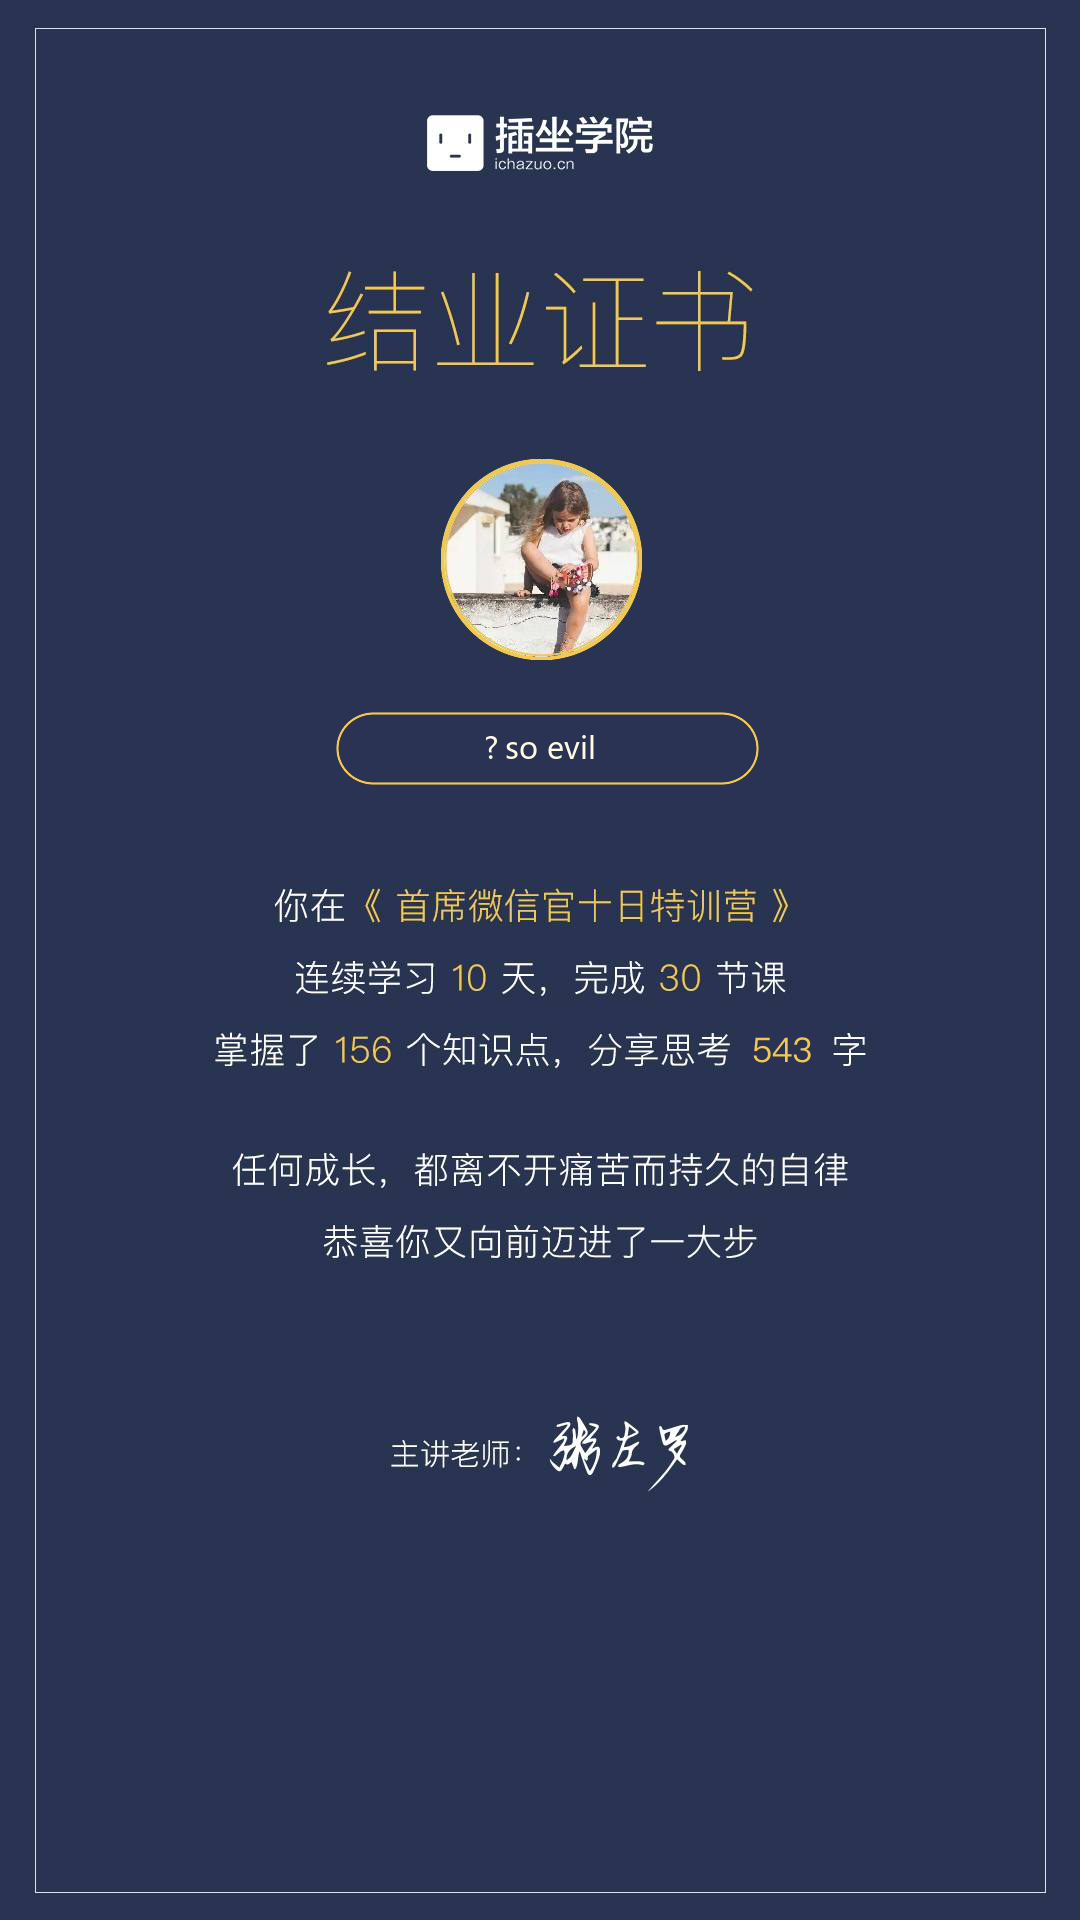 插坐学院
ichazuo.cn
结业证书
? so evil
你在《 首席微信官十日特训营 》
连续学习 10 天，完成 30 节课
掌握了 156 个知识点，分享思考 543 字
任何成长，都离不开痛苦而持久的自律
恭喜你又向前迈进了一大步
主讲老师：粥左罗